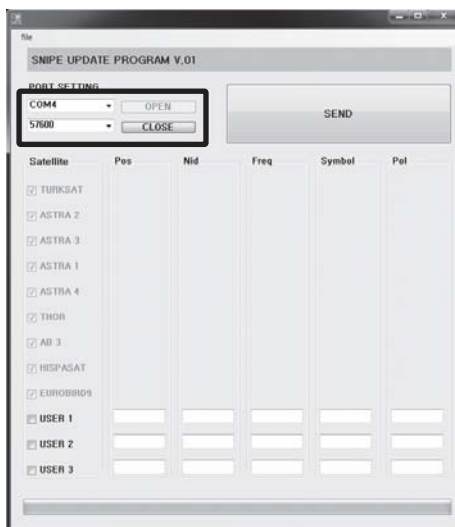 file
SNIPE UPDATE PROGRAM V.01
PORT SETTING
COM4 OPEN
57600 CLOSE
SEND
Satellite Pos Nid Freq Symbol Pol
TURKSAT
ASTRA 2
ASTRA 3
ASTRA 1
ASTRA 4
THOR
AB 3
HISPASAT
EUROBIRD9
USER 1
USER 2
USER 3